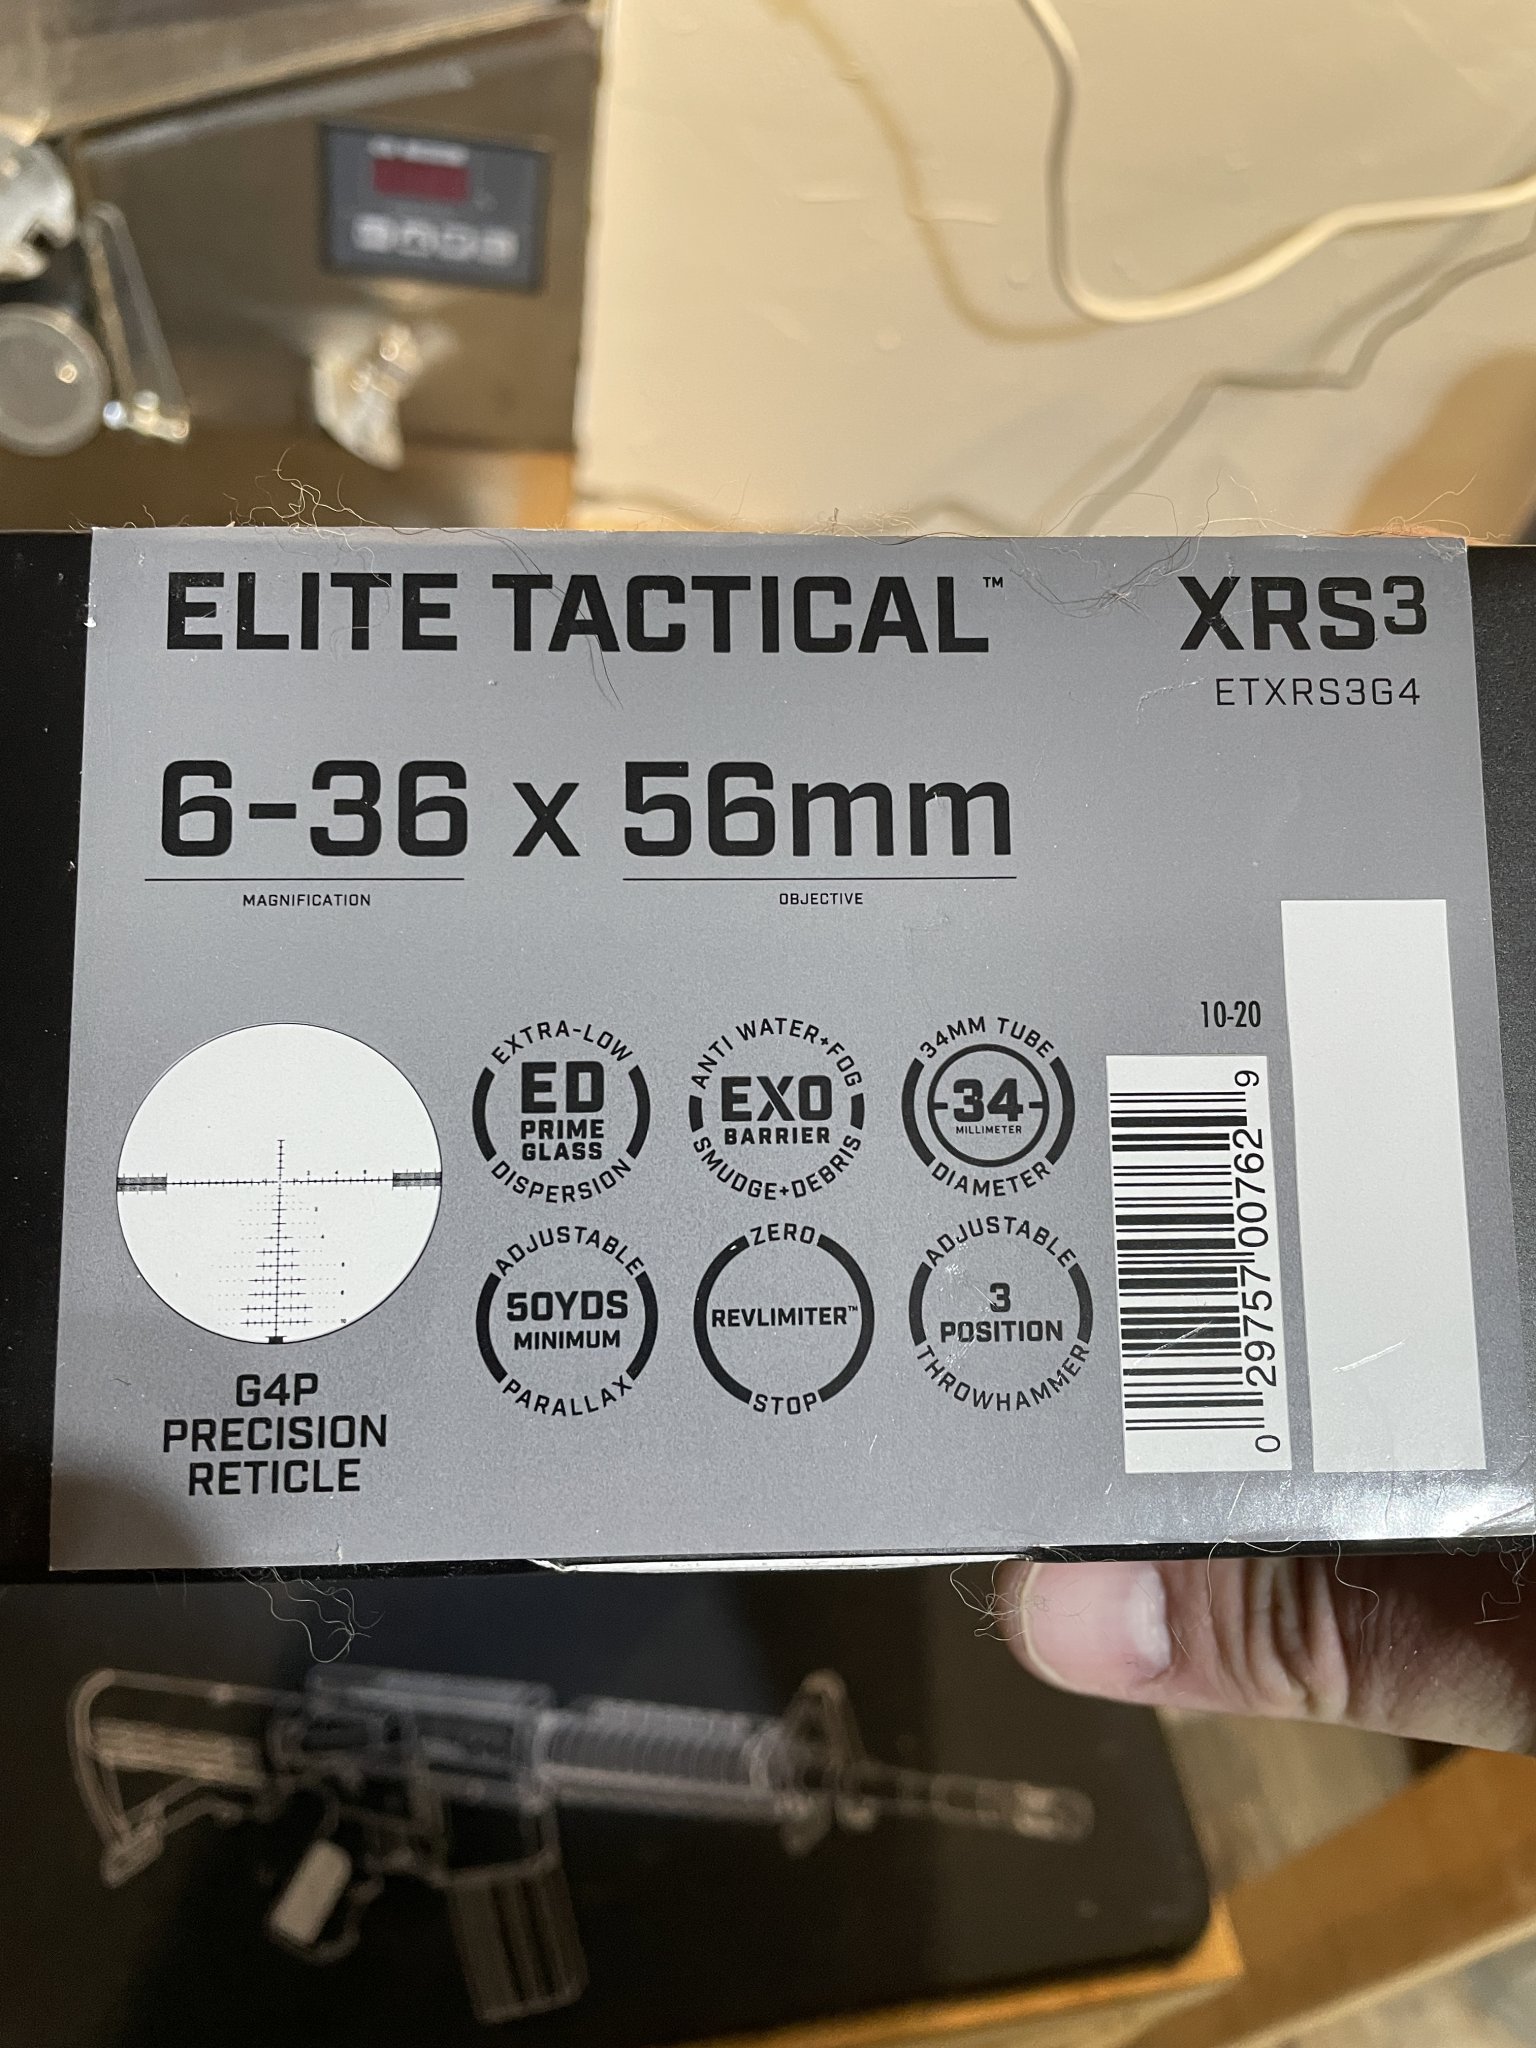 ELITE TACTICAL™
XRS3
ETXRS3G4
6-36 x 56mm
MAGNIFICATION
OBJECTIVE
10-20
EXTRA-LOW
ED
PRIME
GLASS
DISPERSION
ANTI WATER+FOG
EXO
BARRIER
SMUDGE+DEBRIS
34MM TUBE
34
MILLIMETER
DIAMETER
ADJUSTABLE
50YDS
MINIMUM
PARALLAX
ZERO
REVLIMITER™
STOP
ADJUSTABLE
3
POSITION
THROWHAMMER
0 29757 00762 9
G4P
PRECISION
RETICLE